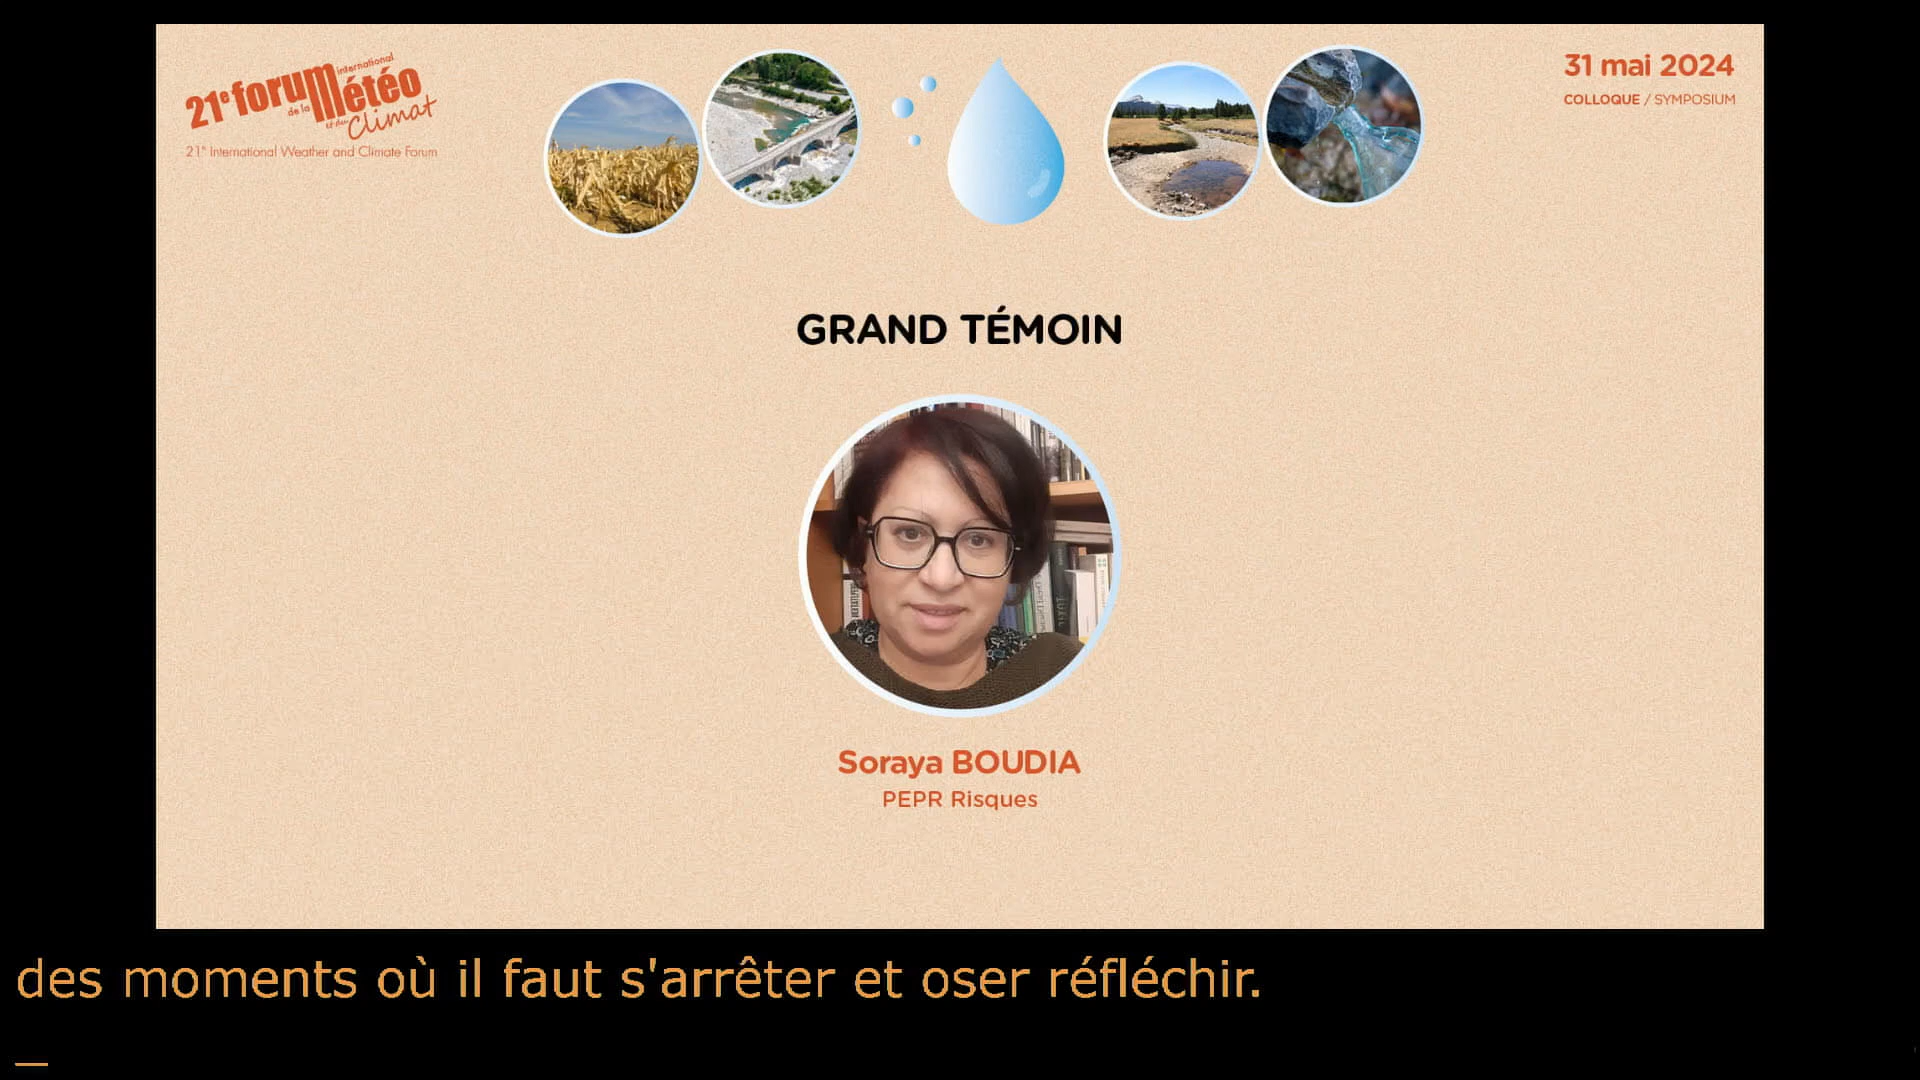 21e forum international
de la météo
et du climat
21e International Weather and Climate Forum
31 mai 2024
COLLOQUE / SYMPOSIUM
GRAND TÉMOIN
Soraya BOUDIA
PEPR Risques
des moments où il faut s'arrêter et oser réfléchir.